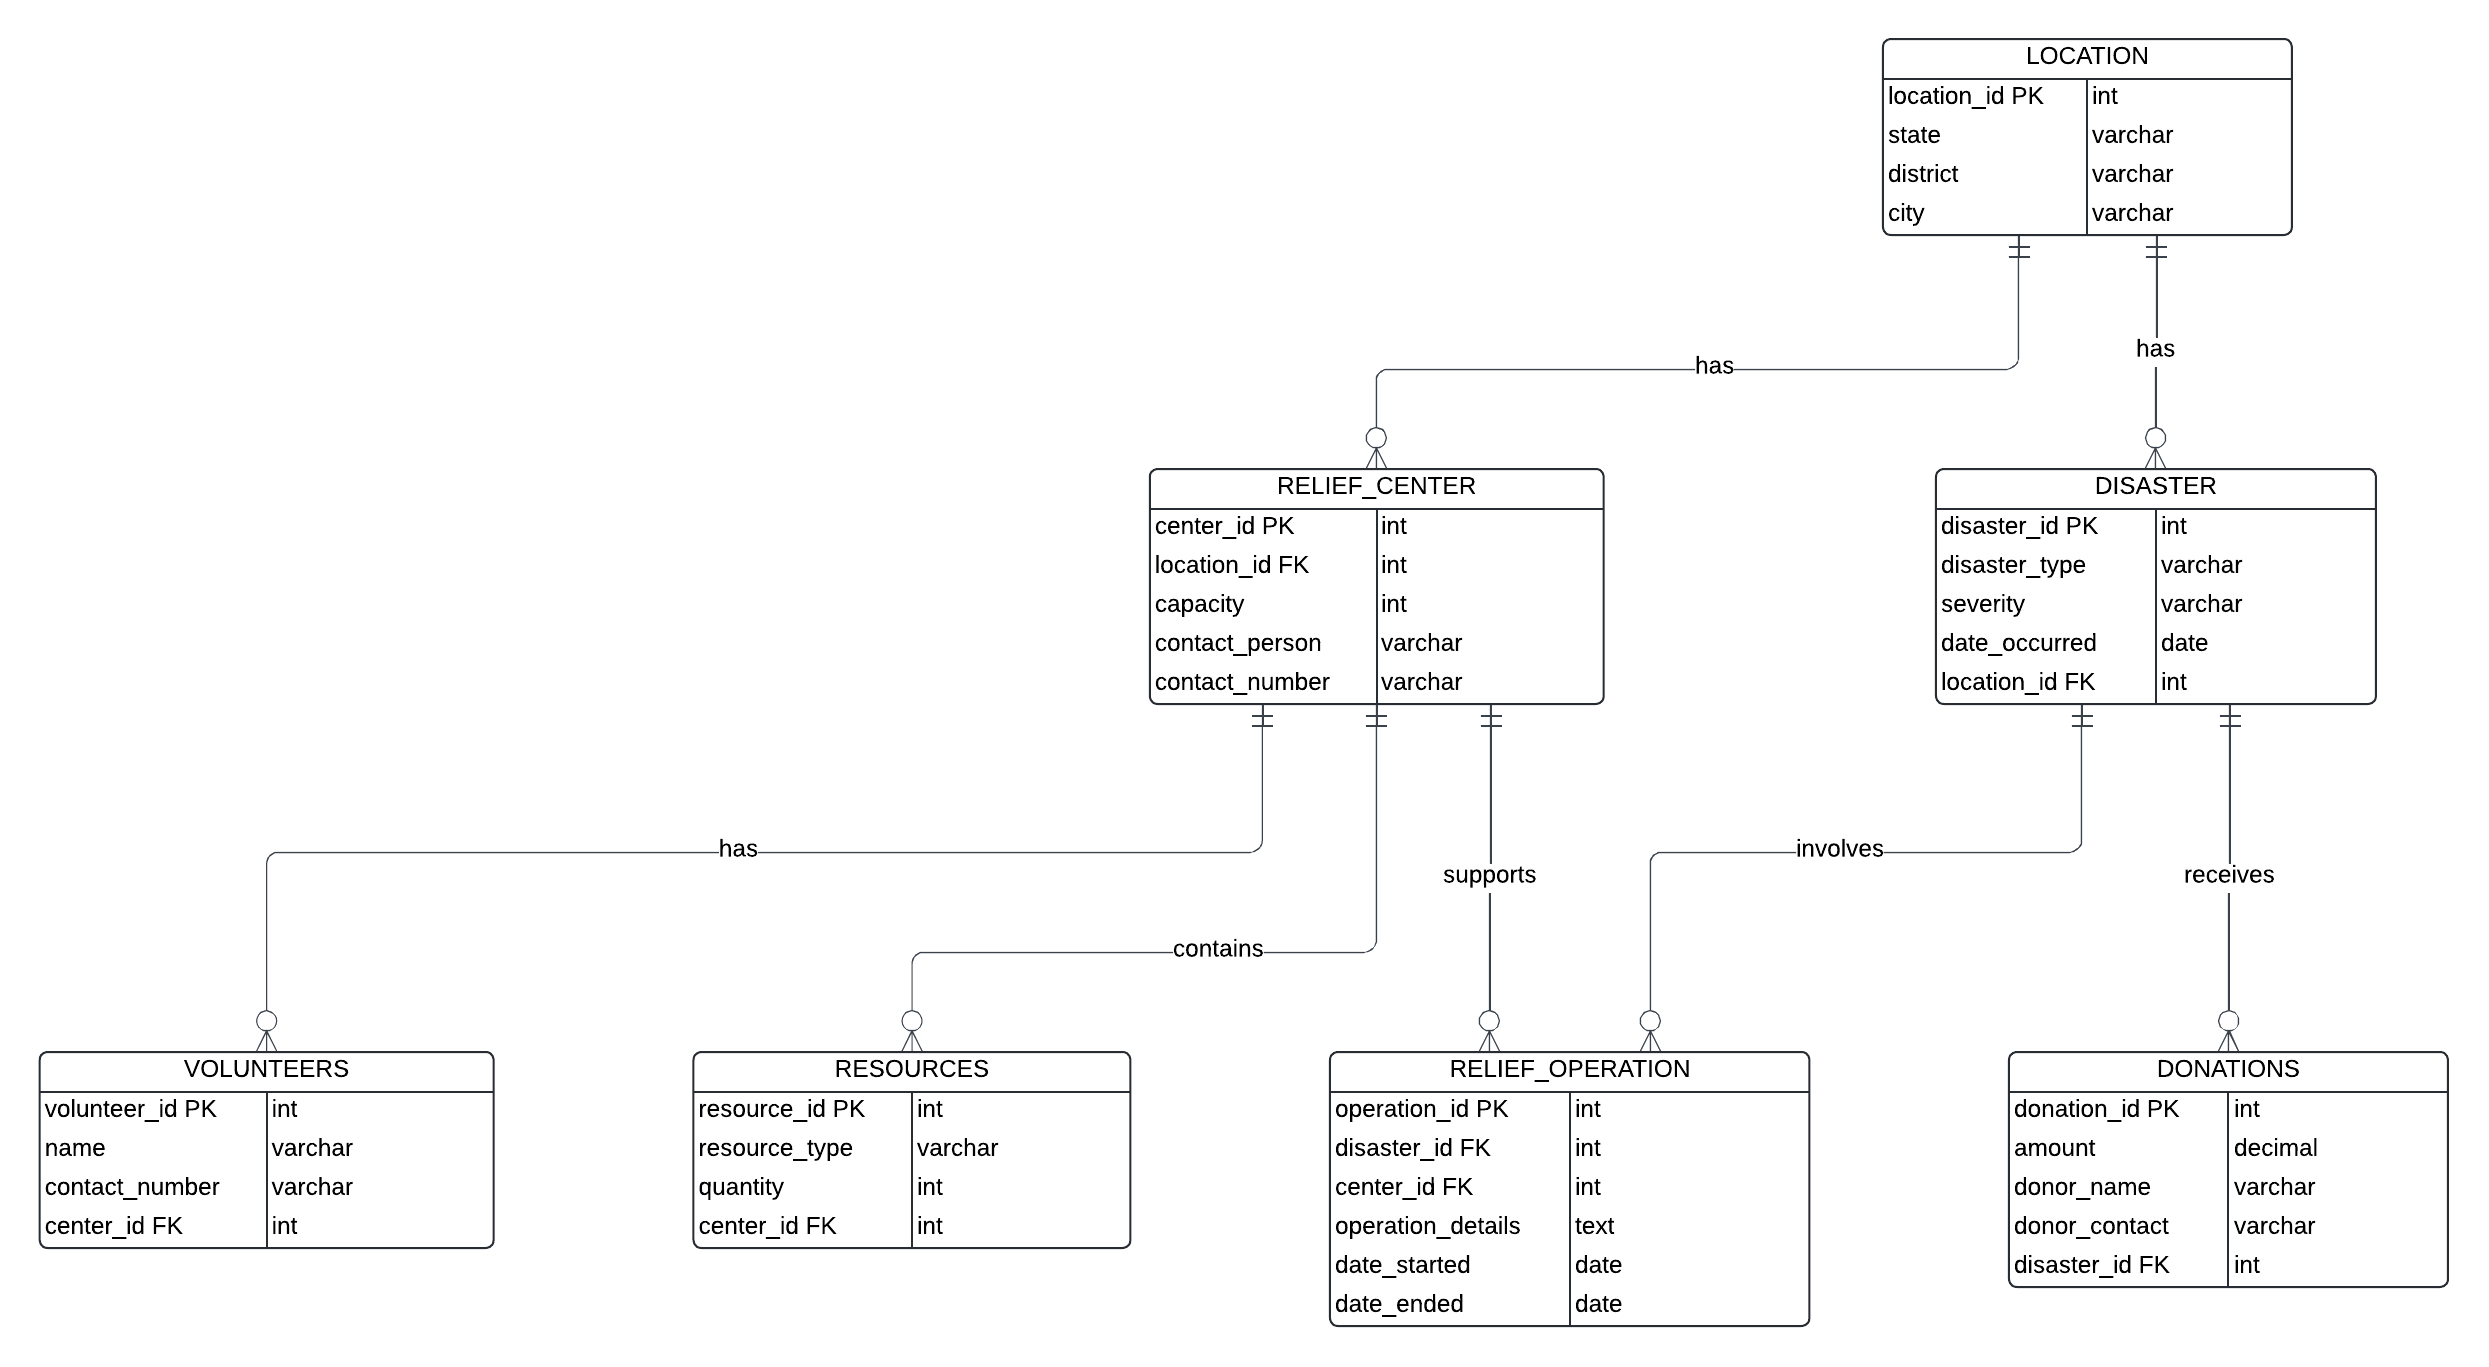 LOCATION
location_id PK int
state varchar
district varchar
city varchar
has
has
RELIEF_CENTER
center_id PK int
location_id FK int
capacity int
contact_person varchar
contact_number varchar
DISASTER
disaster_id PK int
disaster_type varchar
severity varchar
date_occurred date
location_id FK int
has
contains
supports
involves
receives
VOLUNTEERS
volunteer_id PK int
name varchar
contact_number varchar
center_id FK int
RESOURCES
resource_id PK int
resource_type varchar
quantity int
center_id FK int
RELIEF_OPERATION
operation_id PK int
disaster_id FK int
center_id FK int
operation_details text
date_started date
date_ended date
DONATIONS
donation_id PK int
amount decimal
donor_name varchar
donor_contact varchar
disaster_id FK int